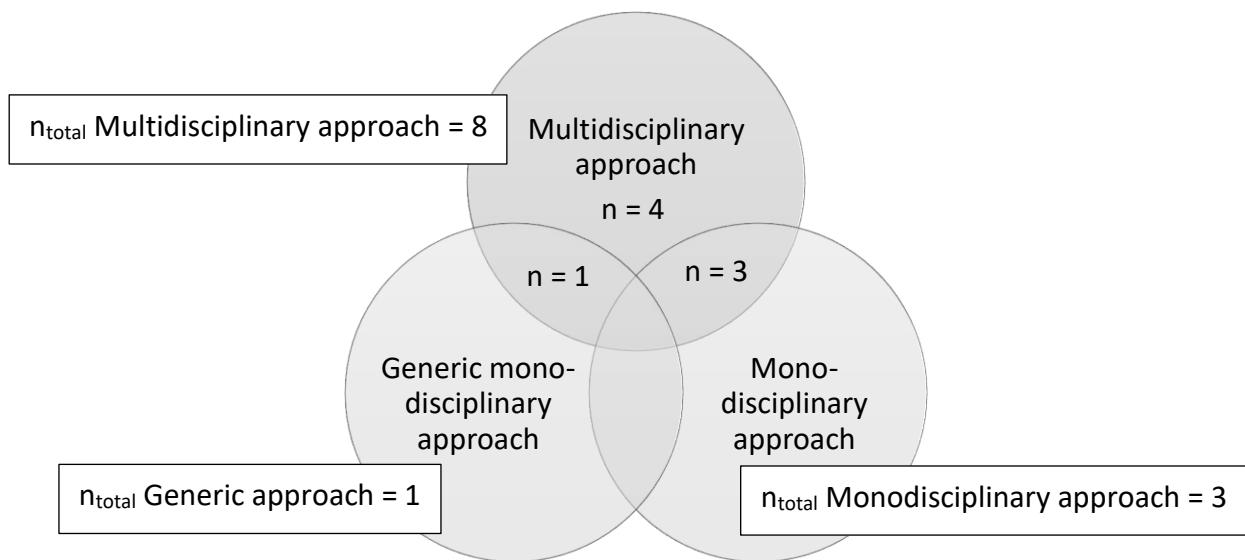 n_total Multidisciplinary approach = 8
Multidisciplinary
approach
n = 4
n = 1
n = 3
Generic mono-
disciplinary
approach
Mono-
disciplinary
approach
n_total Generic approach = 1
n_total Monodisciplinary approach = 3